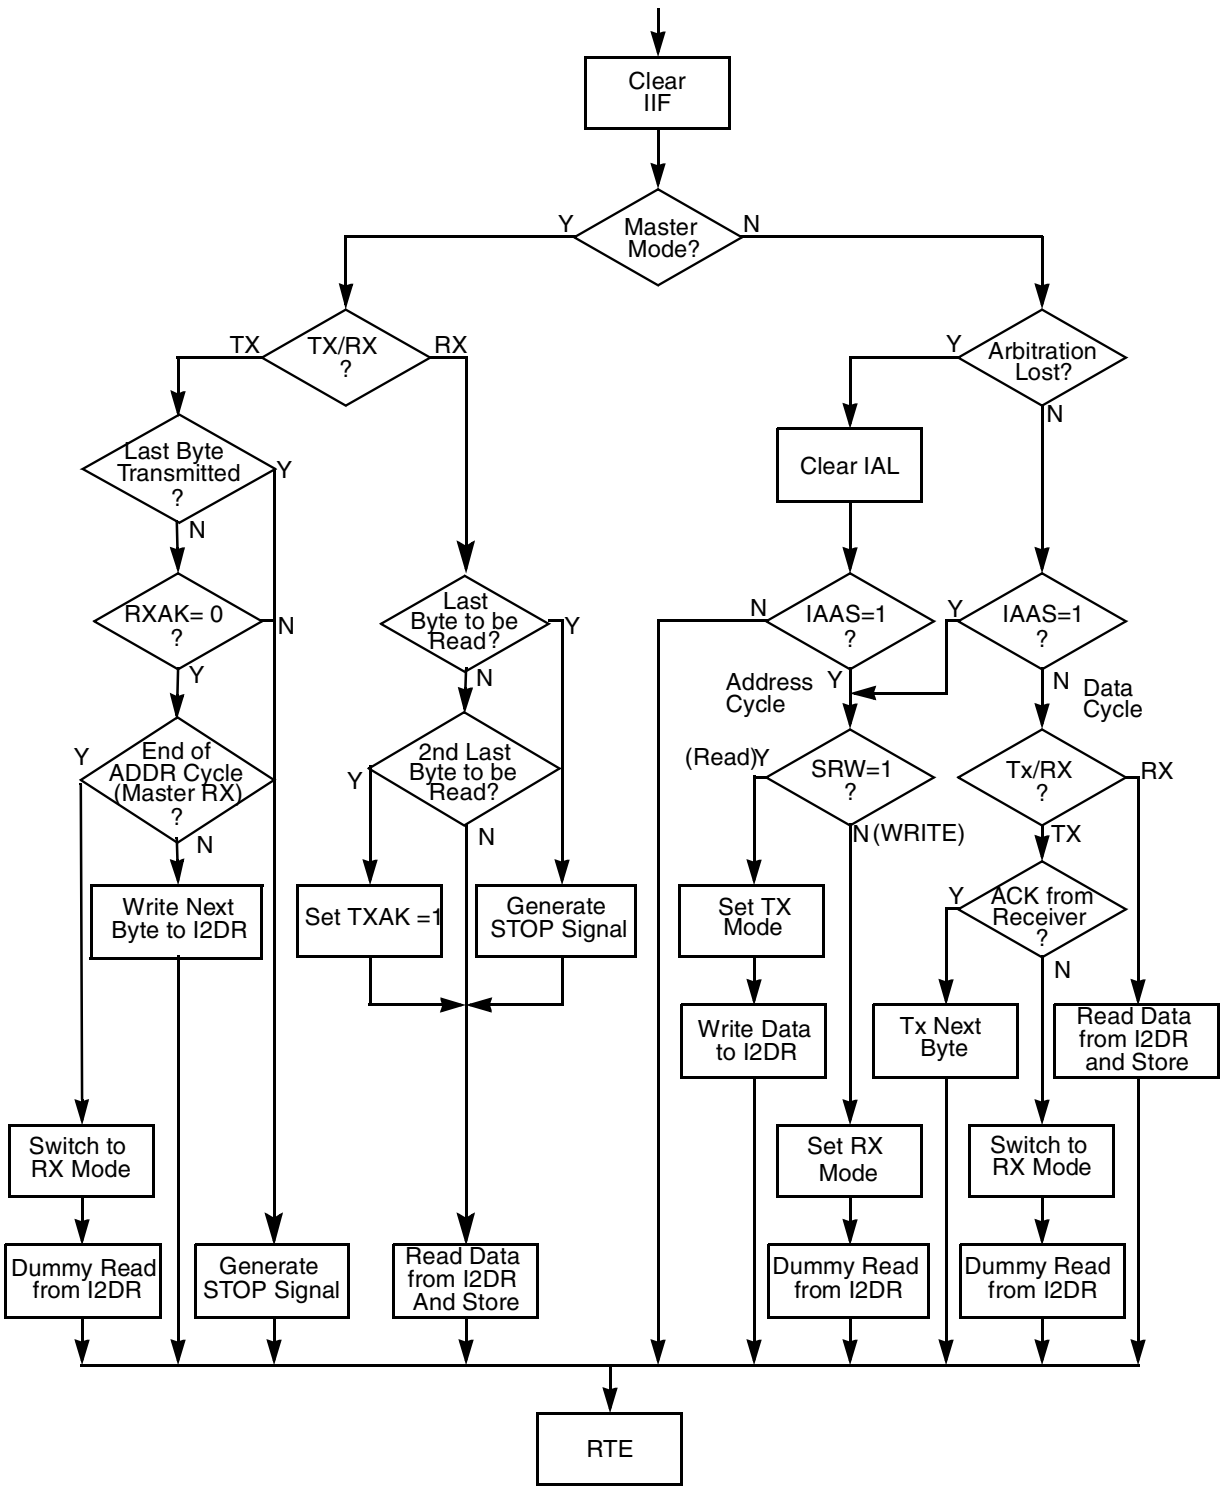 Clear
IIF
Master
Mode?
Y
N
TX/RX
?
TX
RX
Arbitration
Lost?
Y
N
Last Byte
Transmitted
?
Y
N
Clear IAL
RXAK= 0
?
N
Y
Last
Byte to be
Read?
Y
N
IAAS=1
?
N
Y
Address
Cycle
IAAS=1
?
Y
N
Data
Cycle
End of
ADDR Cycle
(Master RX)
?
Y
N
2nd Last
Byte to be
Read?
Y
N
SRW=1
?
(Read)Y
N (WRITE)
Tx/RX
?
RX
TX
Write Next
Byte to I2DR
Set TXAK =1
Generate
STOP Signal
Set TX
Mode
ACK from
Receiver
?
Y
N
Write Data
to I2DR
Tx Next
Byte
Read Data
from I2DR
and Store
Switch to
RX Mode
Set RX
Mode
Switch to
RX Mode
Dummy Read
from I2DR
Generate
STOP Signal
Read Data
from I2DR
And Store
Dummy Read
from I2DR
Dummy Read
from I2DR
RTE